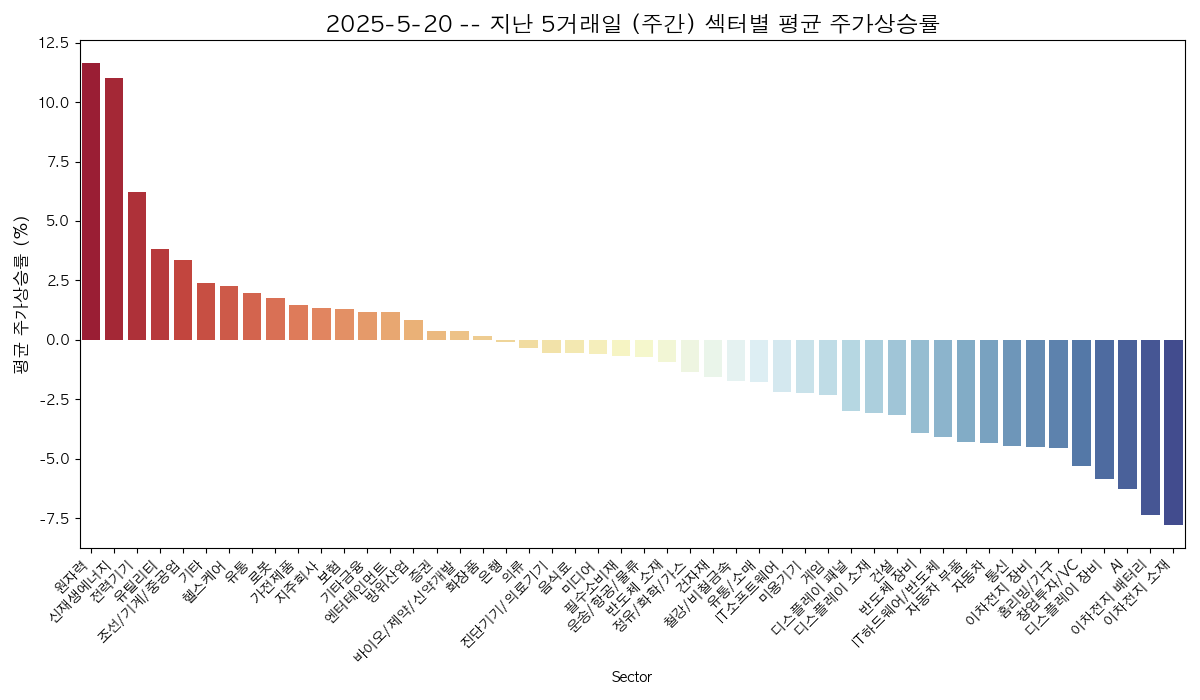 2025-5-20 -- 지난 5거래일 (주간) 섹터별 평균 주가상승률
평균 주가상승률 (%)
12.5
10.0
7.5
5.0
2.5
0.0
-2.5
-5.0
-7.5
원자력
신재생에너지
전력기기
유틸리티
조선/기계/중공업
기타
헬스케어
유통
로봇
가전제품
지주회사
보험
기타금융
엔터테인먼트
방위산업
증권
바이오/제약/신약개발
화장품
은행
의류
진단기기/의료기기
음식료
미디어
필수소비재
운송/항공/물류
반도체 소재
정유/화학/가스
건자재
철강/비철금속
유통/소매
IT소프트웨어
미용기기
게임
디스플레이 패널
디스플레이 소재
건설
반도체 장비
IT하드웨어/반도체
자동차 부품
자동차
통신
이차전지 장비
홈리빙/가구
창업투자/VC
디스플레이 장비
AI
이차전지 배터리
이차전지 소재
Sector